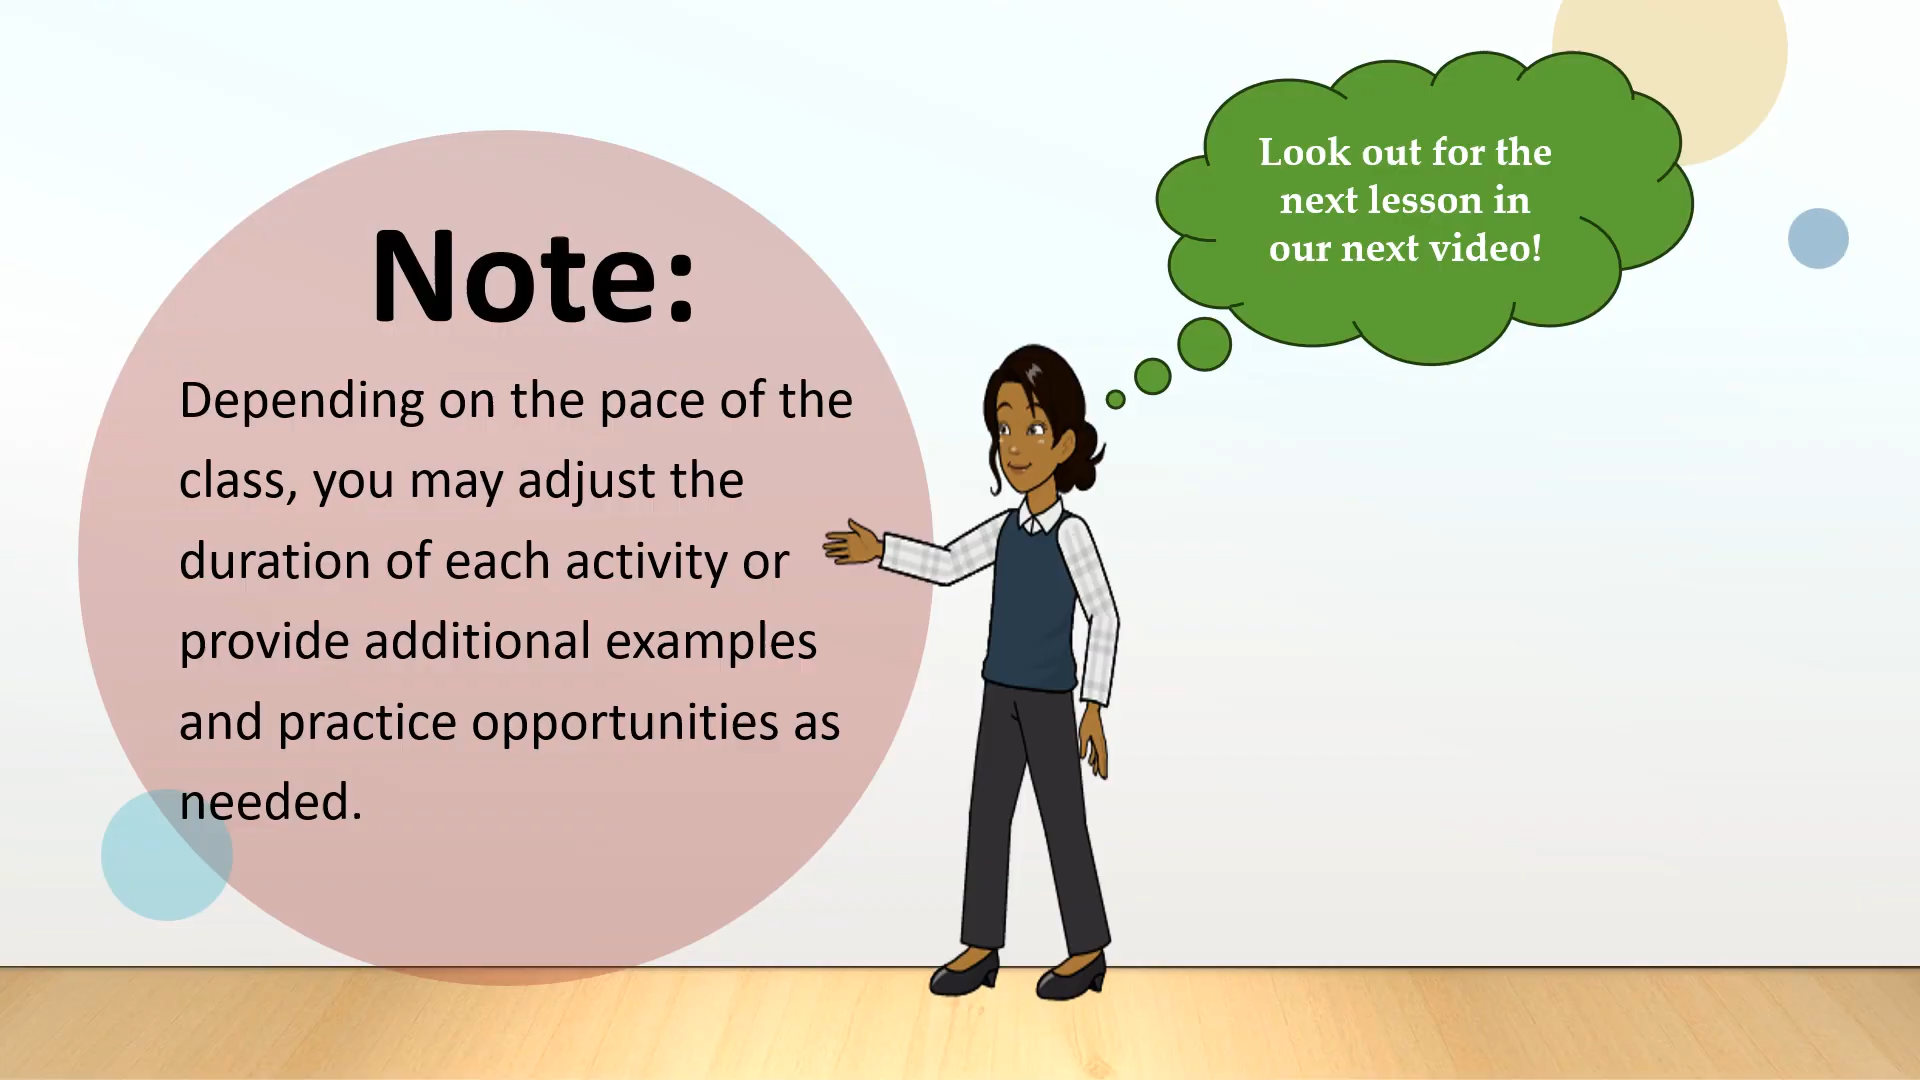 Note:
Depending on the pace of the
class, you may adjust the
duration of each activity or
provide additional examples
and practice opportunities as
needed.
Look out for the
next lesson in
our next video!